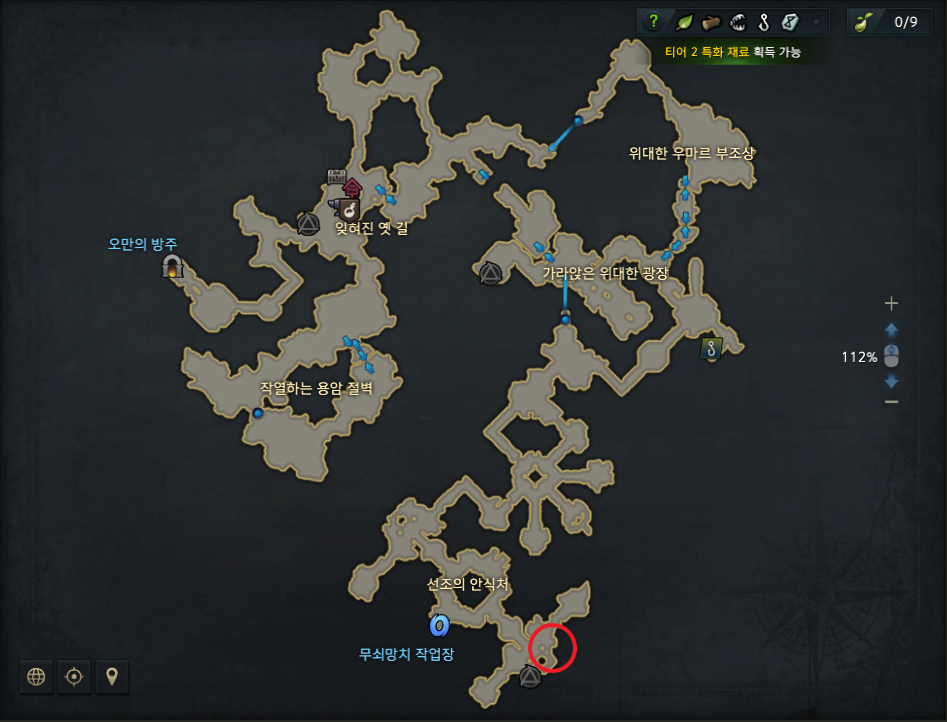 ?
0/9
티어 2 특화 재료 획득 가능
위대한 우마르 부조상
잊혀진 옛 길
오만의 방주
가라앉은 위대한 광장
112%
작열하는 용암 절벽
선조의 안식처
무쇠망치 작업장